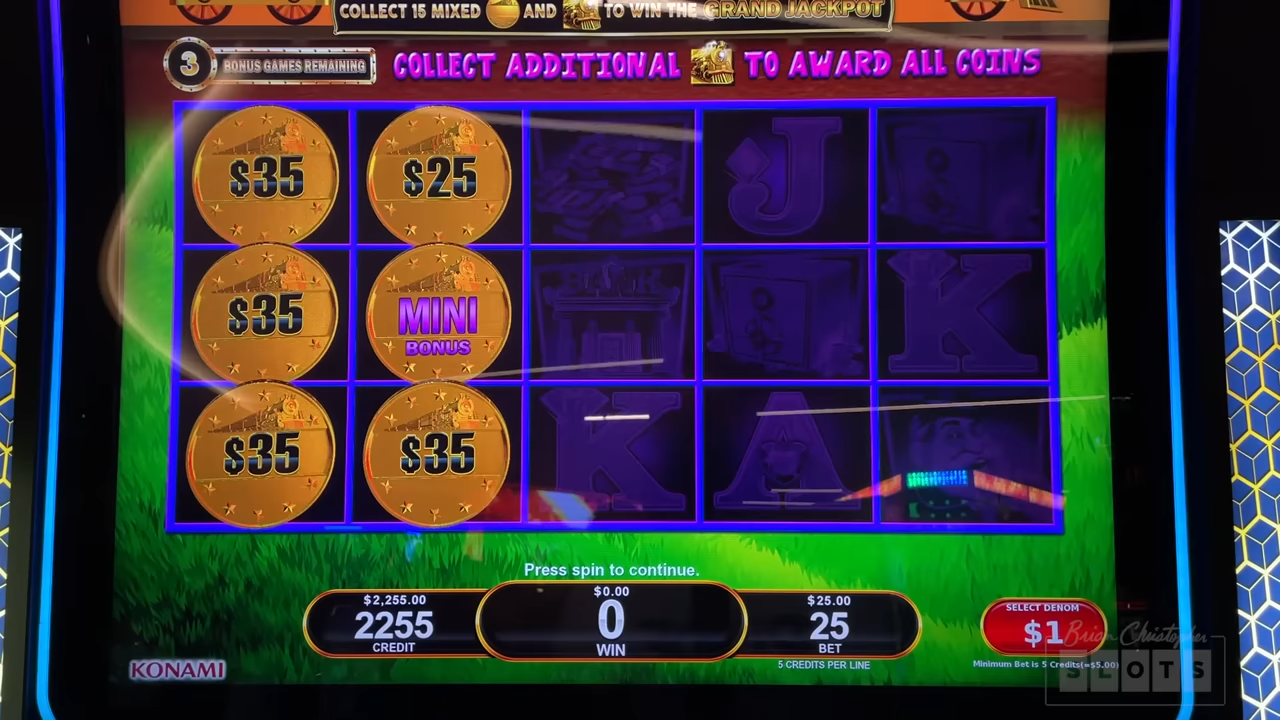 COLLECT 15 MIXED AND TO WIN THE GRAND JACKPOT
3 BONUS GAMES REMAINING
COLLECT ADDITIONAL TO AWARD ALL COINS
$35 $25 J
BANK
$35 MINI BONUS K
$35 $35 K A
Press spin to continue.
$2,255.00 $0.00 $25.00 SELECT DENOM
2255 0 25 $1
CREDIT WIN BET
5 CREDITS PER LINE Minimum Bet is 5 Credits(=$5.00)
KONAMI
Brian Christopher
SLOTS